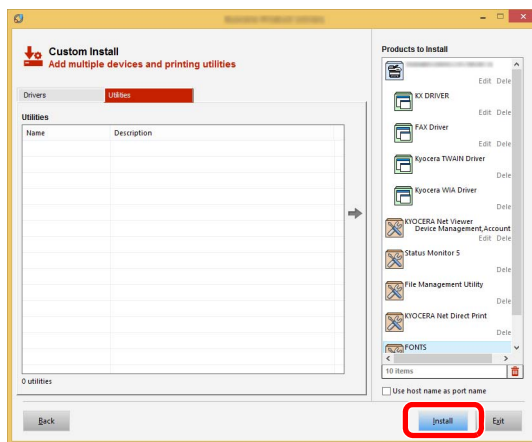 Custom Install
Add multiple devices and printing utilities
Drivers
Utilities
Utilities
Name Description
0 utilities
Products to Install
Edit Dele
KX DRIVER
Edit Dele
FAX Driver
Edit Dele
Kyocera TWAIN Driver
Dele
Kyocera WIA Driver
Dele
KYOCERA Net Viewer
Device Management,Account
Edit Dele
Status Monitor 5
Dele
File Management Utility
Dele
KYOCERA Net Direct Print
Dele
FONTS
10 items
Use host name as port name
Back
Install
Exit